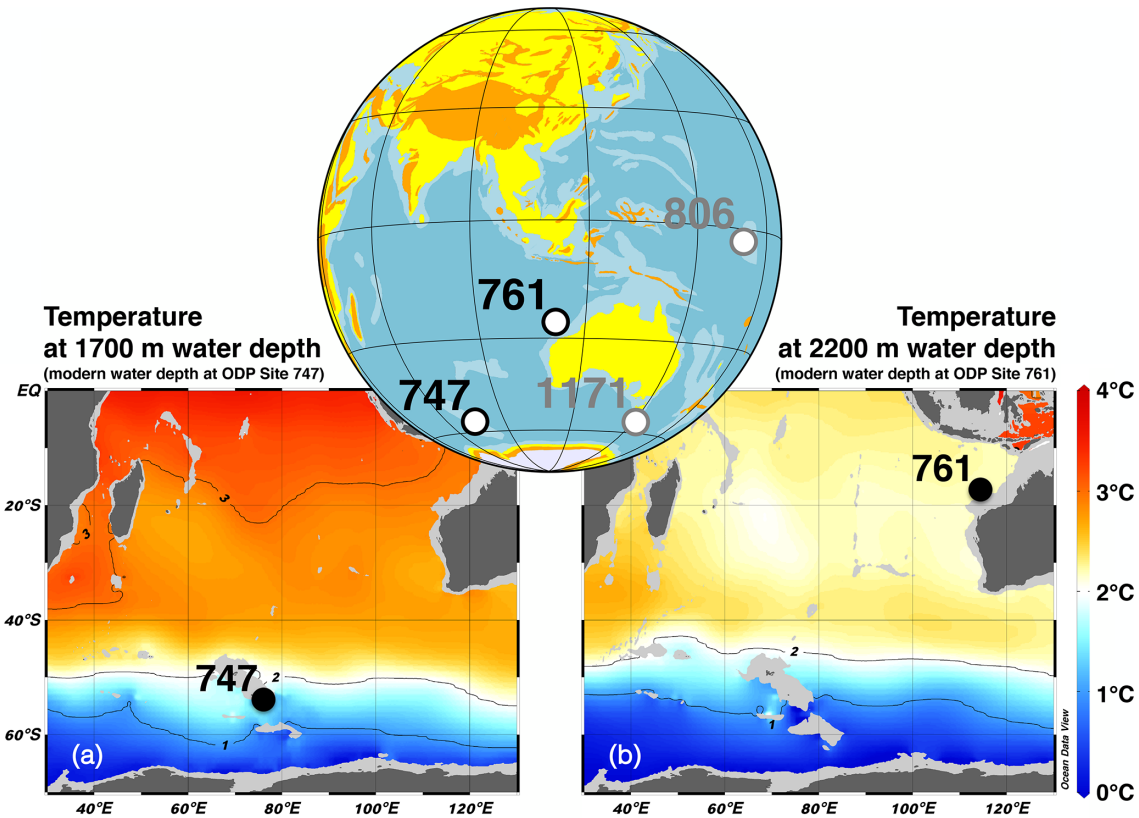 806
761
747
1171
Temperature
at 1700 m water depth
(modern water depth at ODP Site 747)
Temperature
at 2200 m water depth
(modern water depth at ODP Site 761)
EQ
20°S
40°S
60°S
3
3
747
2
1
(a)
40°E
60°E
80°E
100°E
120°E
761
2
1
(b)
Ocean Data View
40°E
60°E
80°E
100°E
120°E
4°C
3°C
2°C
1°C
0°C